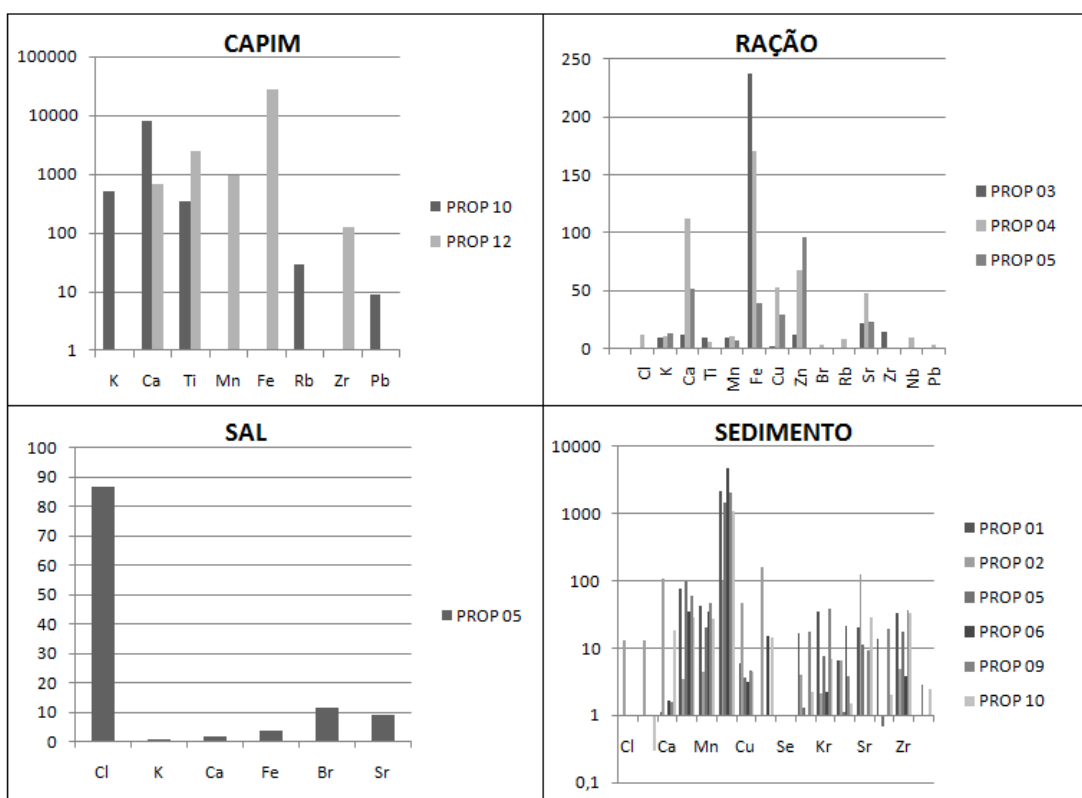 CAPIM
100000
10000
1000
100
10
1
K Ca Ti Mn Fe Rb Zr Pb
PROP 10
PROP 12
RAÇÃO
250
200
150
100
50
0
Cl K Ca Ti Mn Fe Cu Zn Br Rb Sr Zr Nb Pb
PROP 03
PROP 04
PROP 05
SAL
100
90
80
70
60
50
40
30
20
10
0
Cl K Ca Fe Br Sr
PROP 05
SEDIMENTO
10000
1000
100
10
1
0,1
Cl Ca Mn Cu Se Kr Sr Zr
PROP 01
PROP 02
PROP 05
PROP 06
PROP 09
PROP 10